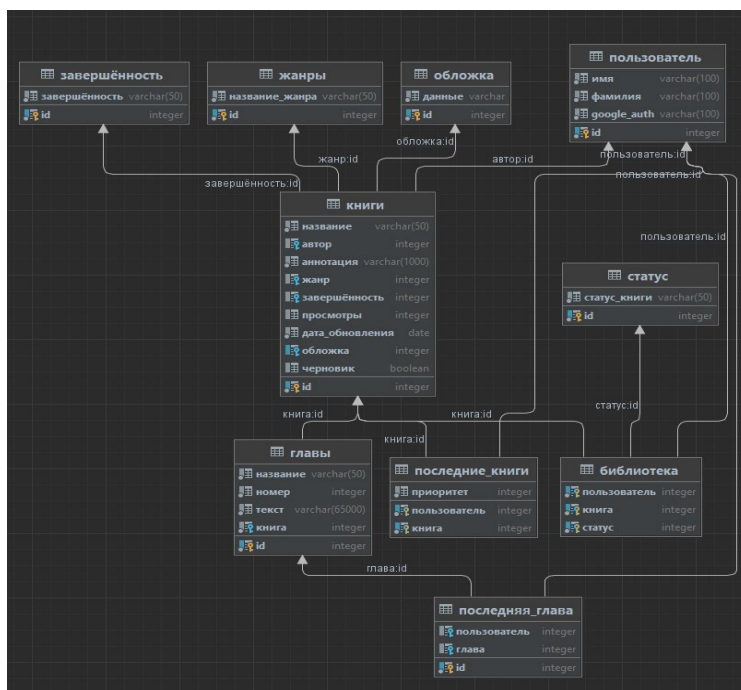 завершённость
завершённость varchar(50)
id integer
жанры
название_жанра varchar(50)
id integer
обложка
данные varchar
id integer
пользователь
имя varchar(100)
фамилия varchar(100)
google_auth varchar(100)
id integer
обложка:id
жанр:id
автор:id
пользователь:id
пользователь:id
завершённость:id
книги
название varchar(50)
автор integer
аннотация varchar(1000)
жанр integer
завершённость integer
просмотры integer
дата_обновления date
обложка integer
черновик boolean
id integer
пользователь:id
статус
статус_книги varchar(50)
id integer
книга:id
книга:id
статус:id
книга:id
главы
название varchar(50)
номер integer
текст varchar(65000)
книга integer
id integer
последние_книги
приоритет integer
пользователь integer
книга integer
библиотека
пользователь integer
книга integer
статус integer
глава:id
последняя_глава
пользователь integer
глава integer
id integer